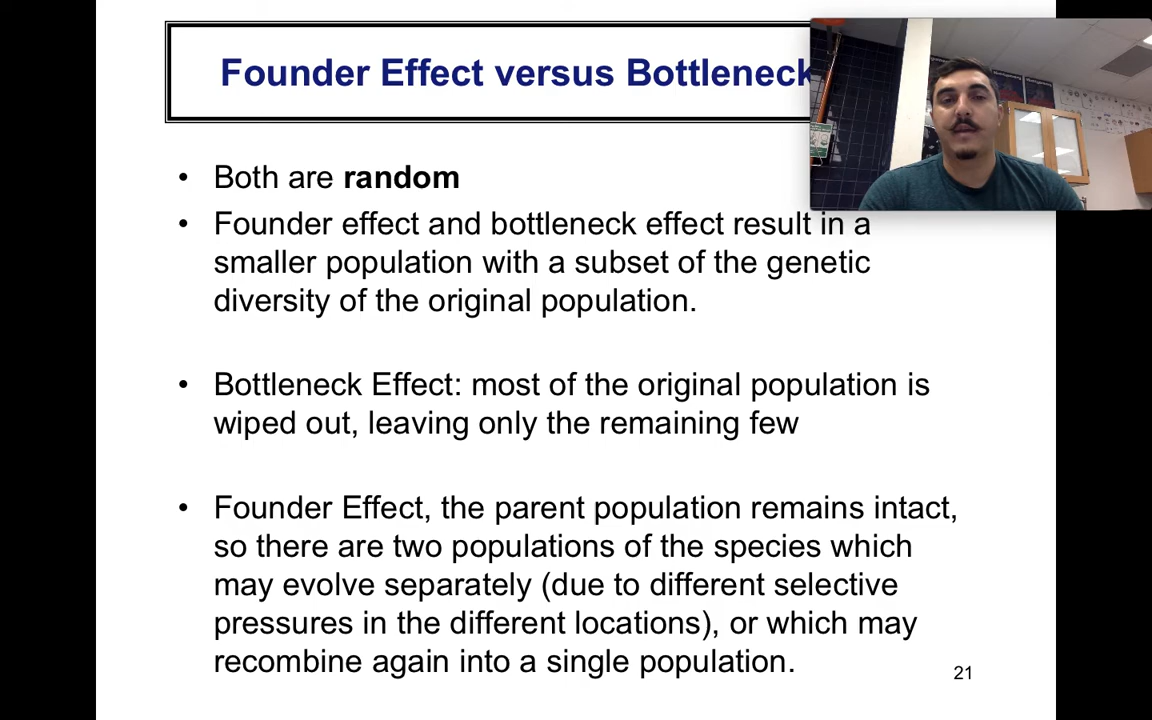 Founder Effect versus Bottleneck
• Both are random
• Founder effect and bottleneck effect result in a
smaller population with a subset of the genetic
diversity of the original population.
• Bottleneck Effect: most of the original population is
wiped out, leaving only the remaining few
• Founder Effect, the parent population remains intact,
so there are two populations of the species which
may evolve separately (due to different selective
pressures in the different locations), or which may
recombine again into a single population.
21